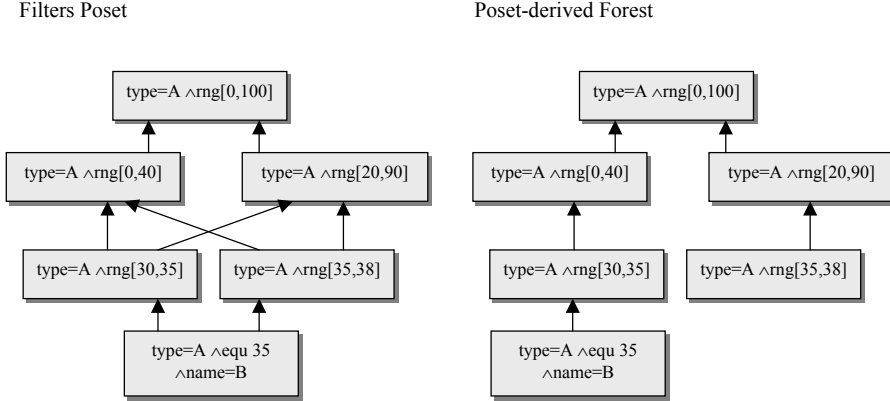 Filters Poset
Poset-derived Forest
type=A ∧rng[0,100]
type=A ∧rng[0,40]
type=A ∧rng[20,90]
type=A ∧rng[30,35]
type=A ∧rng[35,38]
type=A ∧equ 35
∧name=B
type=A ∧rng[0,100]
type=A ∧rng[0,40]
type=A ∧rng[20,90]
type=A ∧rng[30,35]
type=A ∧rng[35,38]
type=A ∧equ 35
∧name=B